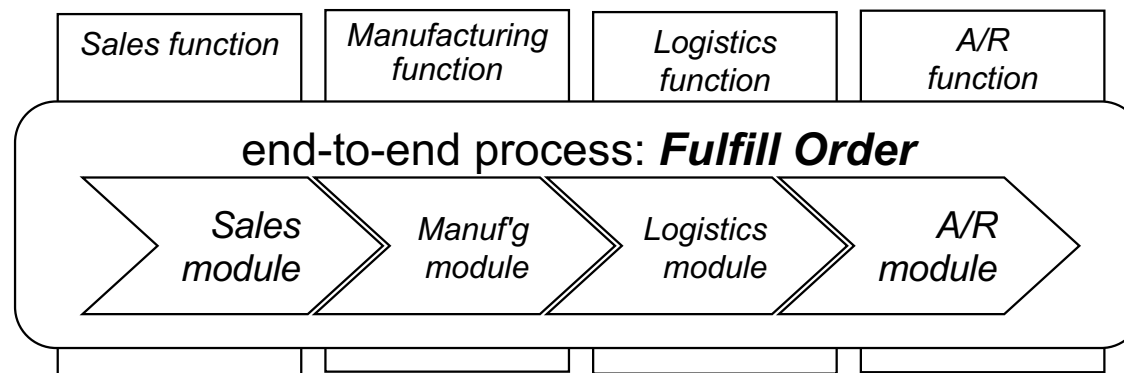 Sales function
Manufacturing
function
Logistics
function
A/R
function
end-to-end process: Fulfill Order
Sales
module
Manuf'g
module
Logistics
module
A/R
module